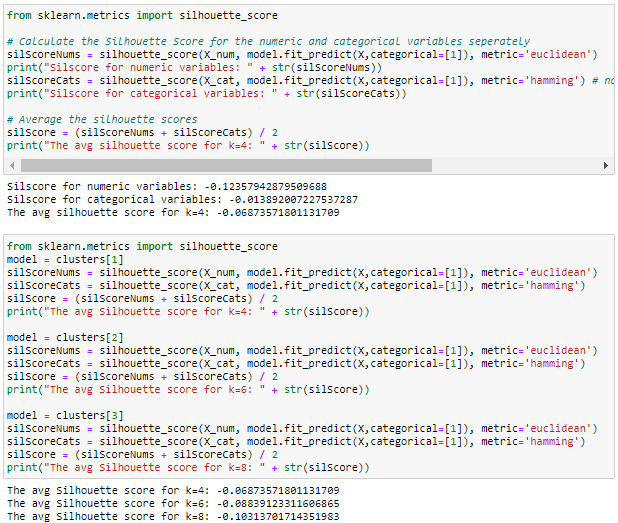 from sklearn.metrics import silhouette_score
# Calculate the Silhouette Score for the numeric and categorical variables seperately
silScoreNums = silhouette_score(X_num, model.fit_predict(X,categorical=[1]), metric='euclidean')
print("Silscore for numeric variables: " + str(silScoreNums))
silScoreCats = silhouette_score(X_cat, model.fit_predict(X,categorical=[1]), metric='hamming') # no
print("Silscore for categorical variables: " + str(silScoreCats))
# Average the silhouette scores
silScore = (silScoreNums + silScoreCats) / 2
print("The avg silhouette score for k=4: " + str(silScore))
Silscore for numeric variables: -0.12357942879509688
Silscore for categorical variables: -0.013892007227537287
The avg silhouette score for k=4: -0.06873571801131709
from sklearn.metrics import silhouette_score
model = clusters[1]
silScoreNums = silhouette_score(X_num, model.fit_predict(X,categorical=[1]), metric='euclidean')
silScoreCats = silhouette_score(X_cat, model.fit_predict(X,categorical=[1]), metric='hamming')
silScore = (silScoreNums + silScoreCats) / 2
print("The avg Silhouette score for k=4: " + str(silScore))
model = clusters[2]
silScoreNums = silhouette_score(X_num, model.fit_predict(X,categorical=[1]), metric='euclidean')
silScoreCats = silhouette_score(X_cat, model.fit_predict(X,categorical=[1]), metric='hamming')
silScore = (silScoreNums + silScoreCats) / 2
print("The avg Silhouette score for k=6: " + str(silScore))
model = clusters[3]
silScoreNums = silhouette_score(X_num, model.fit_predict(X,categorical=[1]), metric='euclidean')
silScoreCats = silhouette_score(X_cat, model.fit_predict(X,categorical=[1]), metric='hamming')
silScore = (silScoreNums + silScoreCats) / 2
print("The avg Silhouette score for k=8: " + str(silScore))
The avg Silhouette score for k=4: -0.06873571801131709
The avg Silhouette score for k=6: -0.08839123311606865
The avg Silhouette score for k=8: -0.10313701714351983